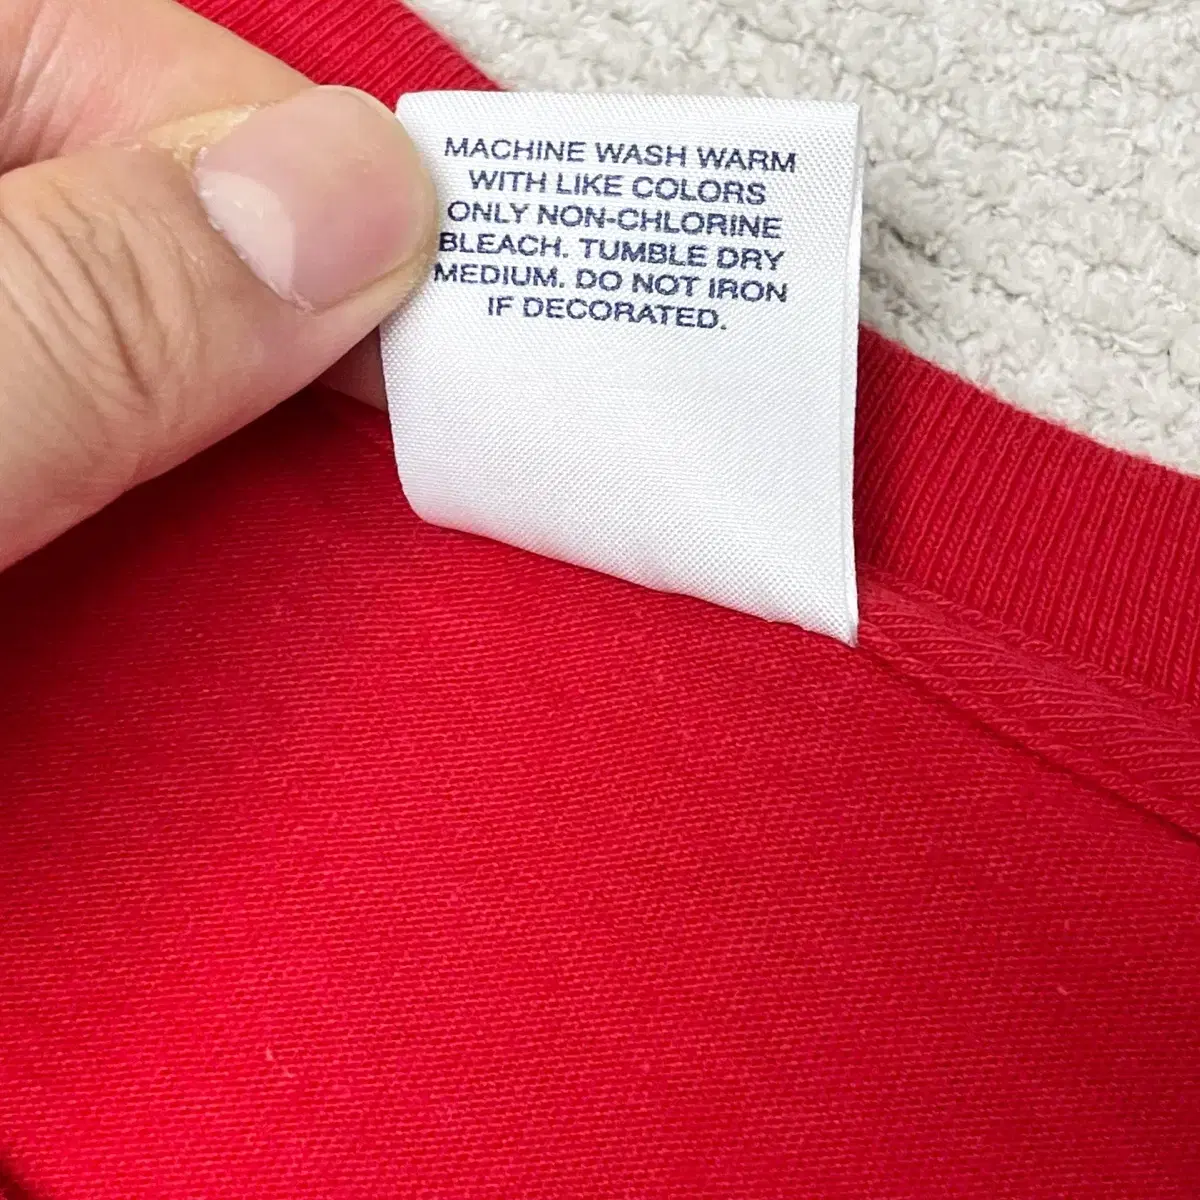 MACHINE WASH WARM
WITH LIKE COLORS
ONLY NON-CHLORINE
BLEACH. TUMBLE DRY
MEDIUM. DO NOT IRON
IF DECORATED.